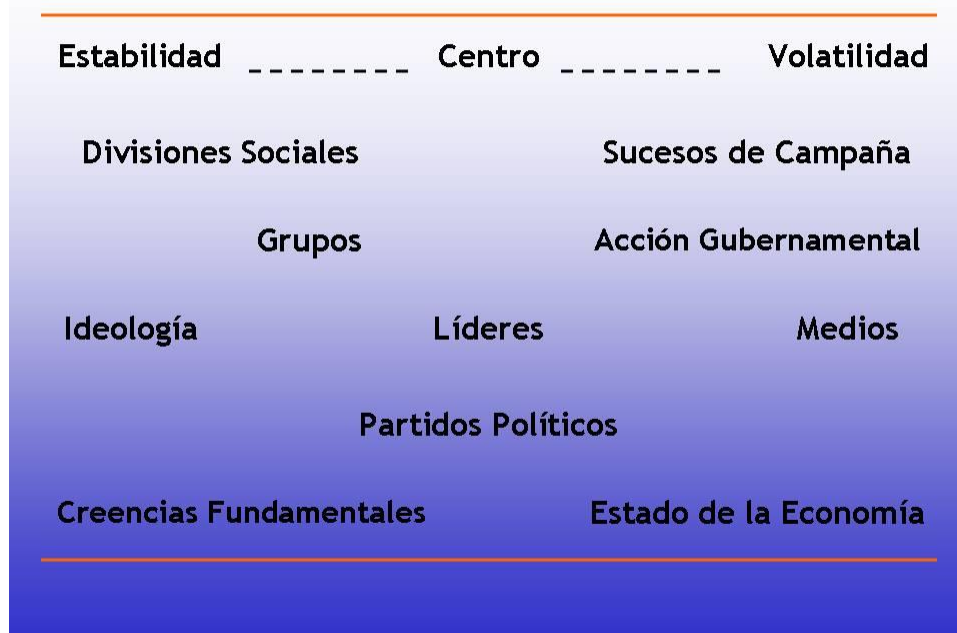 Estabilidad _ _ _ _ _ _ _ _ Centro _ _ _ _ _ _ _ _ Volatilidad
Divisiones Sociales Sucesos de Campaña
Grupos Acción Gubernamental
Ideología Líderes Medios
Partidos Políticos
Creencias Fundamentales Estado de la Economía